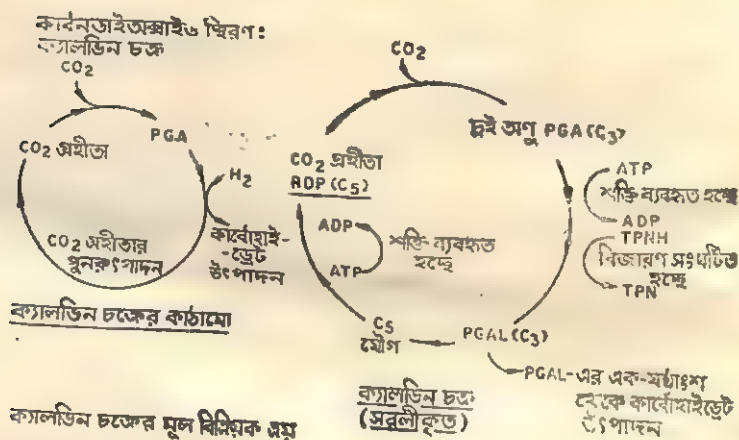 কার্বনডাইঅক্সাইড স্থিরণ:
ক্যালভিন চক্র
CO₂
PGA
CO₂ গ্রহীতা
H₂
কার্বোহাই-
-ড্রেট
উৎপাদন
CO₂ গ্রহীতার
পুনরুৎপাদন
ক্যালভিন চক্রের কাঠামো
CO₂
দুই অণু PGA(C₃)
CO₂ গ্রহীতা
RDP(C₅)
ATP
শক্তি ব্যবহৃত হচ্ছে
ADP
TPNH
বিজারণ সংঘটিত
হচ্ছে
TPN
ADP
শক্তি ব্যবহৃত
হচ্ছে
ATP
C₅
যৌগ
PGAL(C₃)
PGAL-এর এক-ষষ্ঠাংশ
থেকে কার্বোহাইড্রেট
উৎপাদন
ক্যালভিন চক্র
(সরলীকৃত)
ক্যালভিন চক্রের মূল